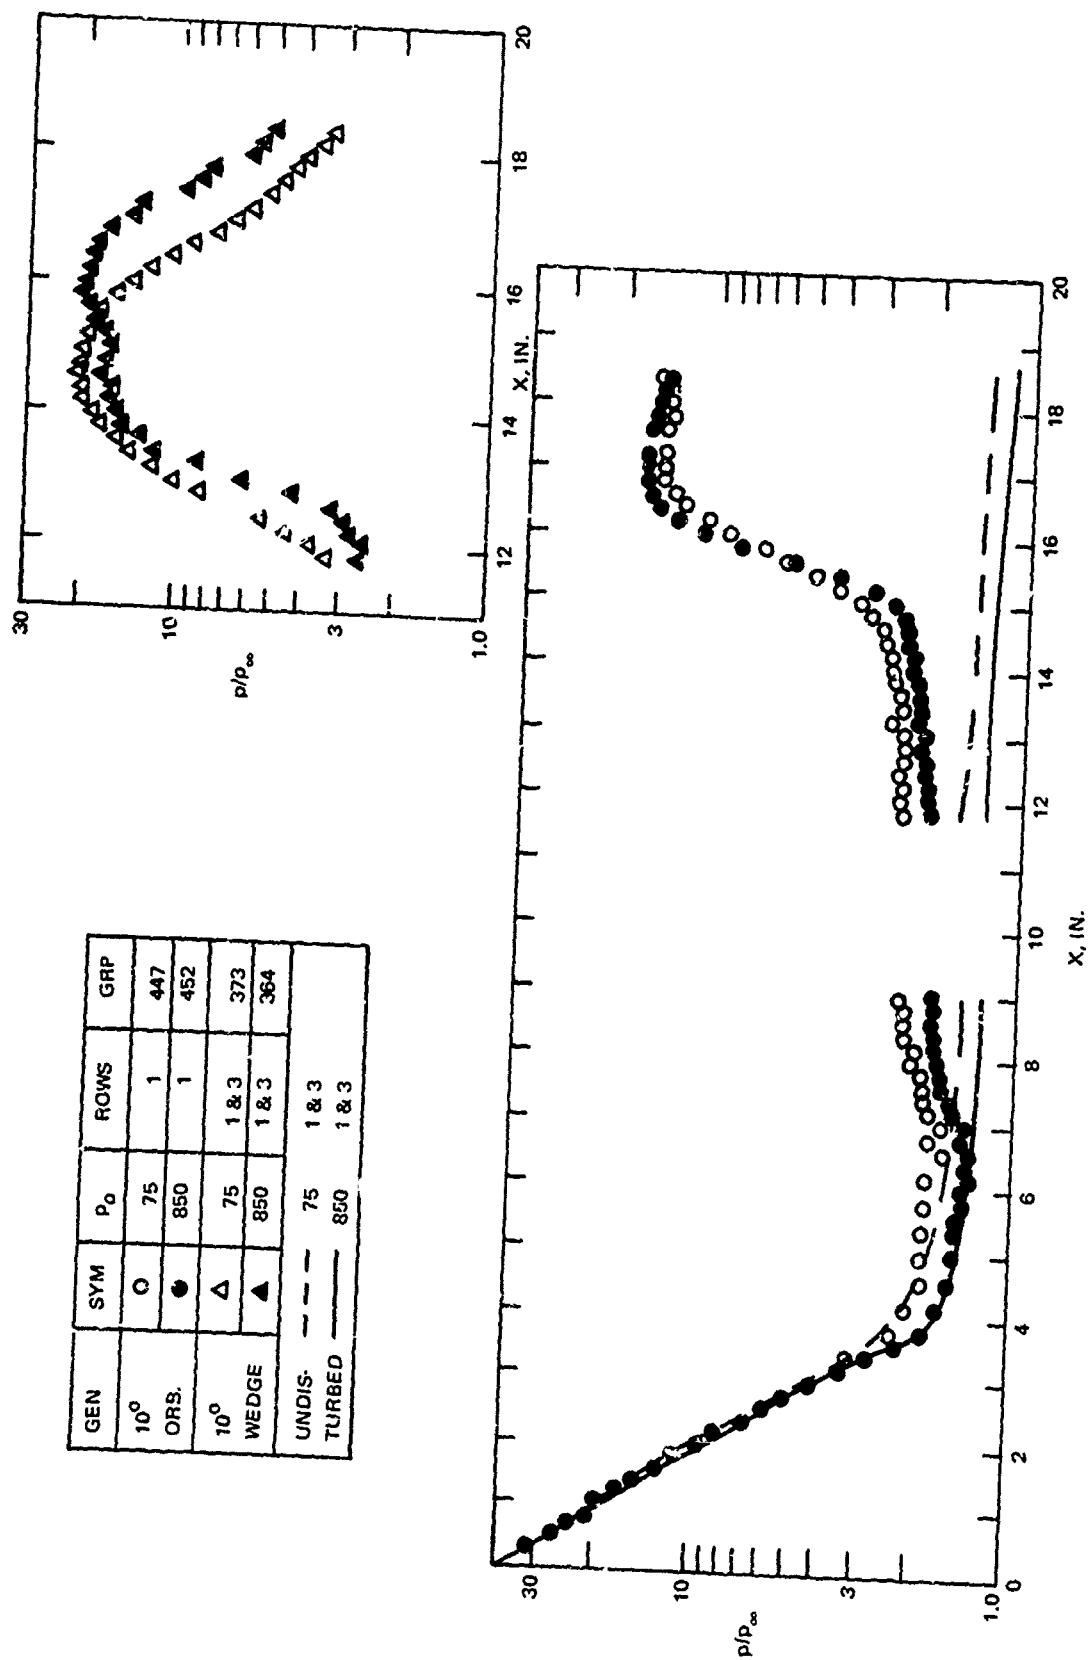 GEN SYM Po ROWS GRP
10° ORB. ○ 75 1 447
● 850 1 452
10° WEDGE △ 75 1 & 3 373
▲ 850 1 & 3 364
UNDIS- – – – 75 1 & 3
TURBED —— 850 1 & 3
30
10
3
1.0
p/p∞
12 14 16 18 20
X, IN.
30
10
3
1.0
p/p∞
0 2 4 6 8 10 12 14 16 18 20
X, IN.